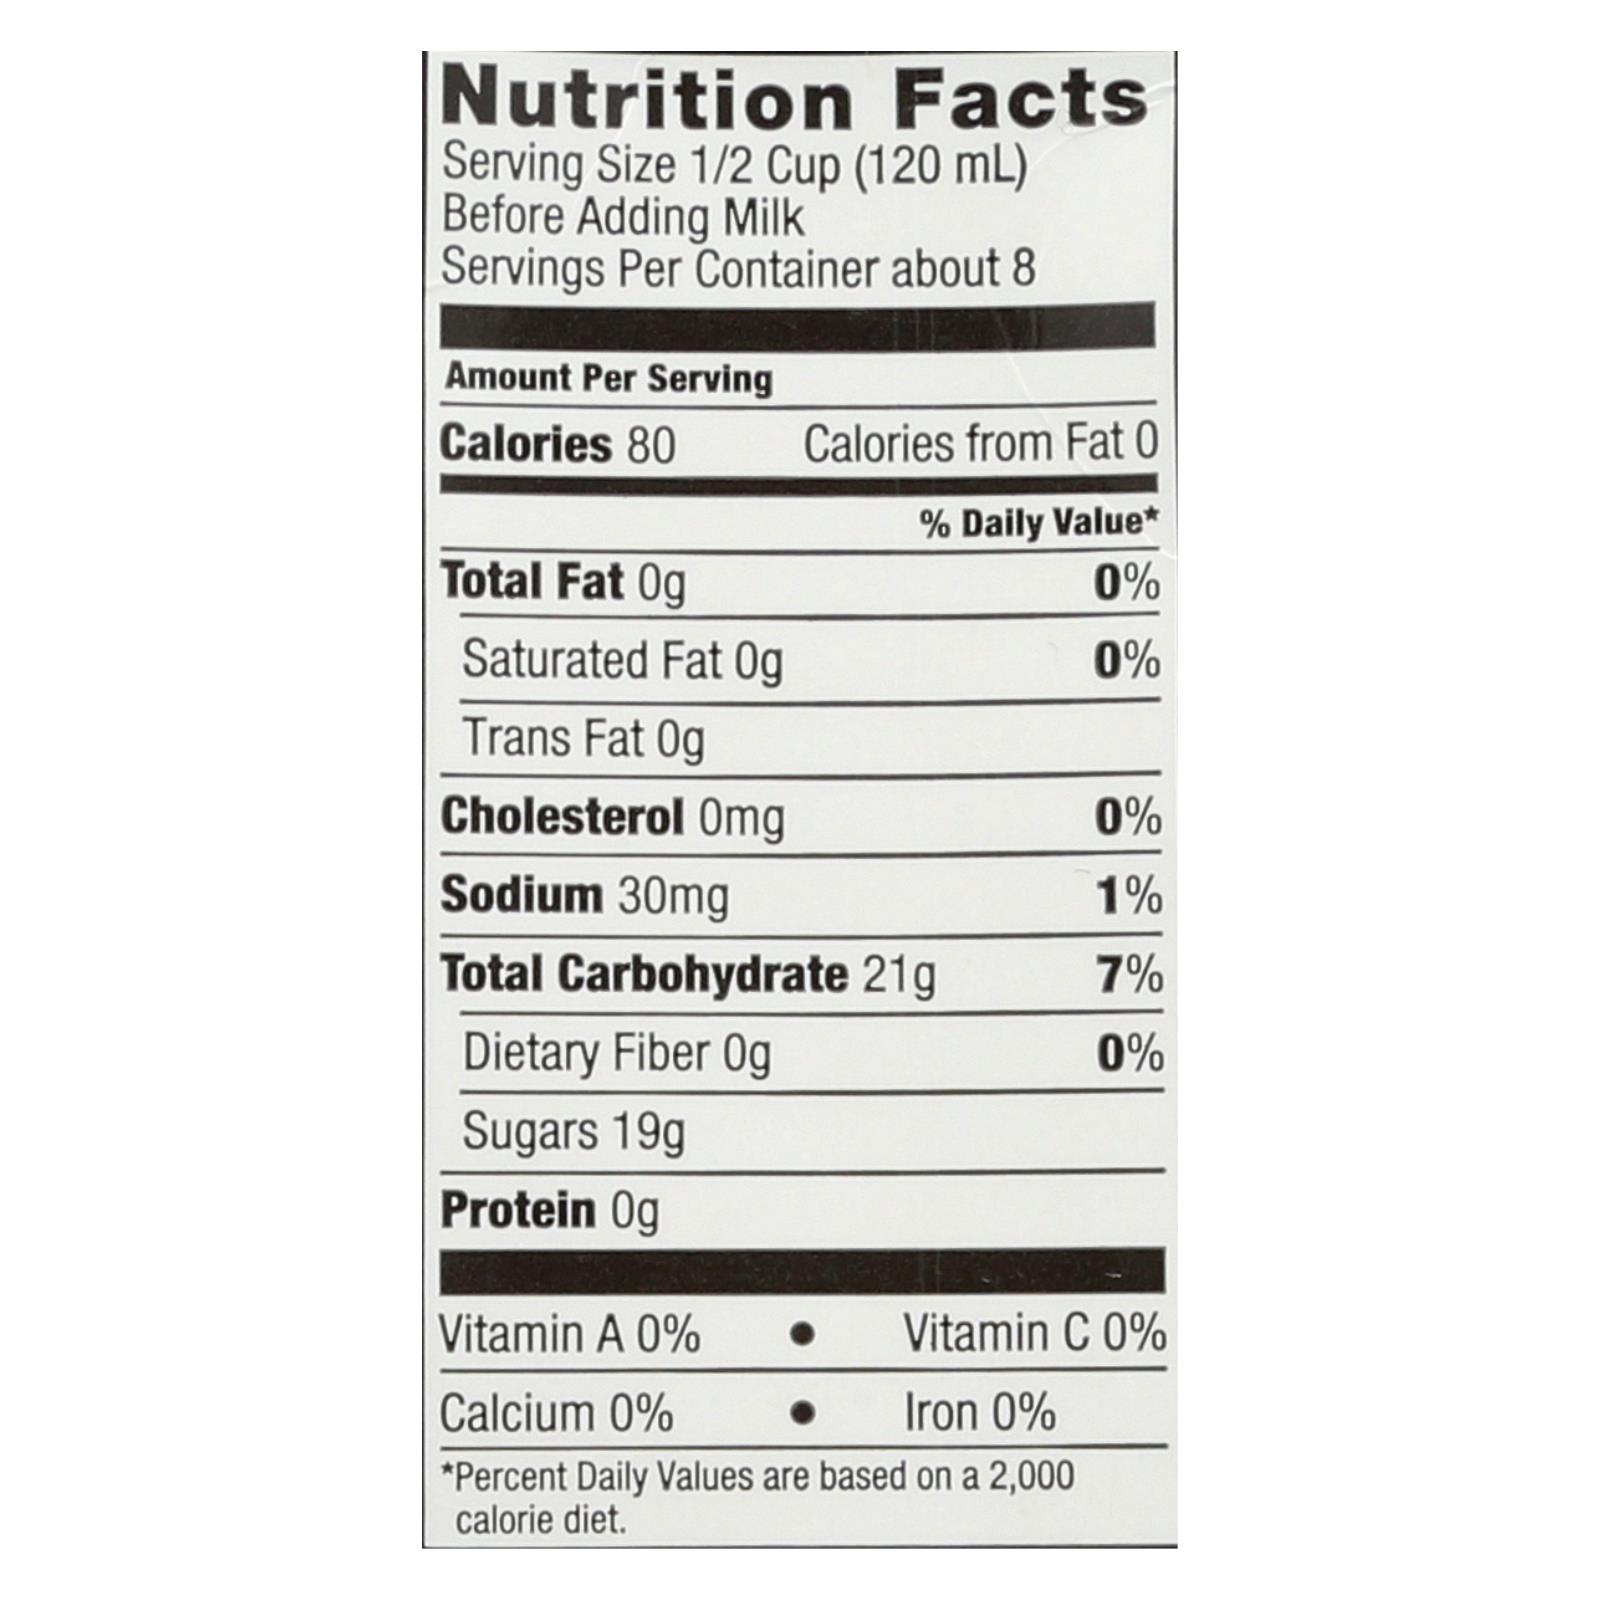 Nutrition Facts
Serving Size 1/2 Cup (120 mL)
Before Adding Milk
Servings Per Container about 8
Amount Per Serving
Calories 80 Calories from Fat 0
% Daily Value*
Total Fat 0g 0%
Saturated Fat 0g 0%
Trans Fat 0g
Cholesterol 0mg 0%
Sodium 30mg 1%
Total Carbohydrate 21g 7%
Dietary Fiber 0g 0%
Sugars 19g
Protein 0g
Vitamin A 0% • Vitamin C 0%
Calcium 0% • Iron 0%
*Percent Daily Values are based on a 2,000
calorie diet.